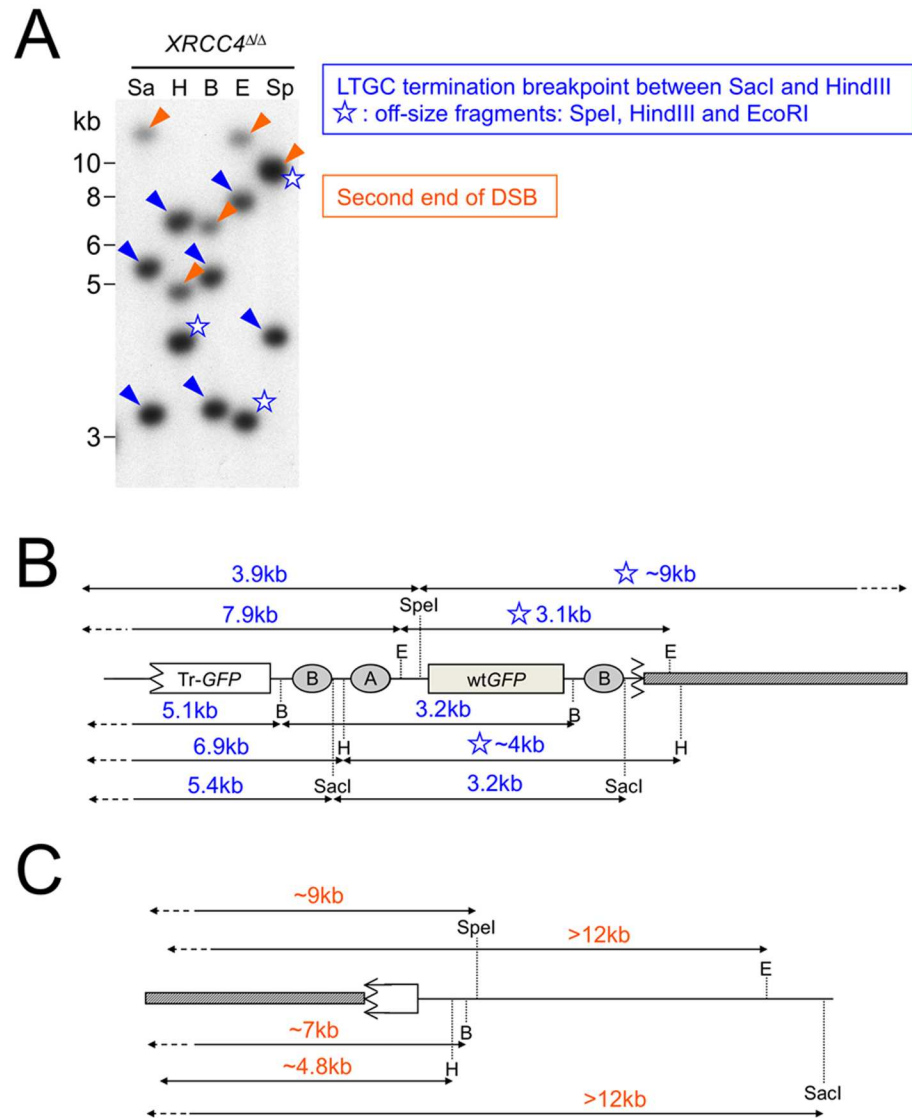 A
XRCC4Δ/Δ
Sa H B E Sp
kb
10
8
6
5
3
LTGC termination breakpoint between SacI and HindIII
☆ : off-size fragments: SpeI, HindIII and EcoRI
Second end of DSB
B
3.9kb
☆ ~9kb
SpeI
7.9kb
☆ 3.1kb
E
E
Tr-GFP
B
A
wtGFP
B
5.1kb
B
3.2kb
B
6.9kb
H
☆ ~4kb
H
5.4kb
SacI
3.2kb
SacI
C
~9kb
SpeI
>12kb
E
~7kb
B
~4.8kb
H
>12kb
SacI